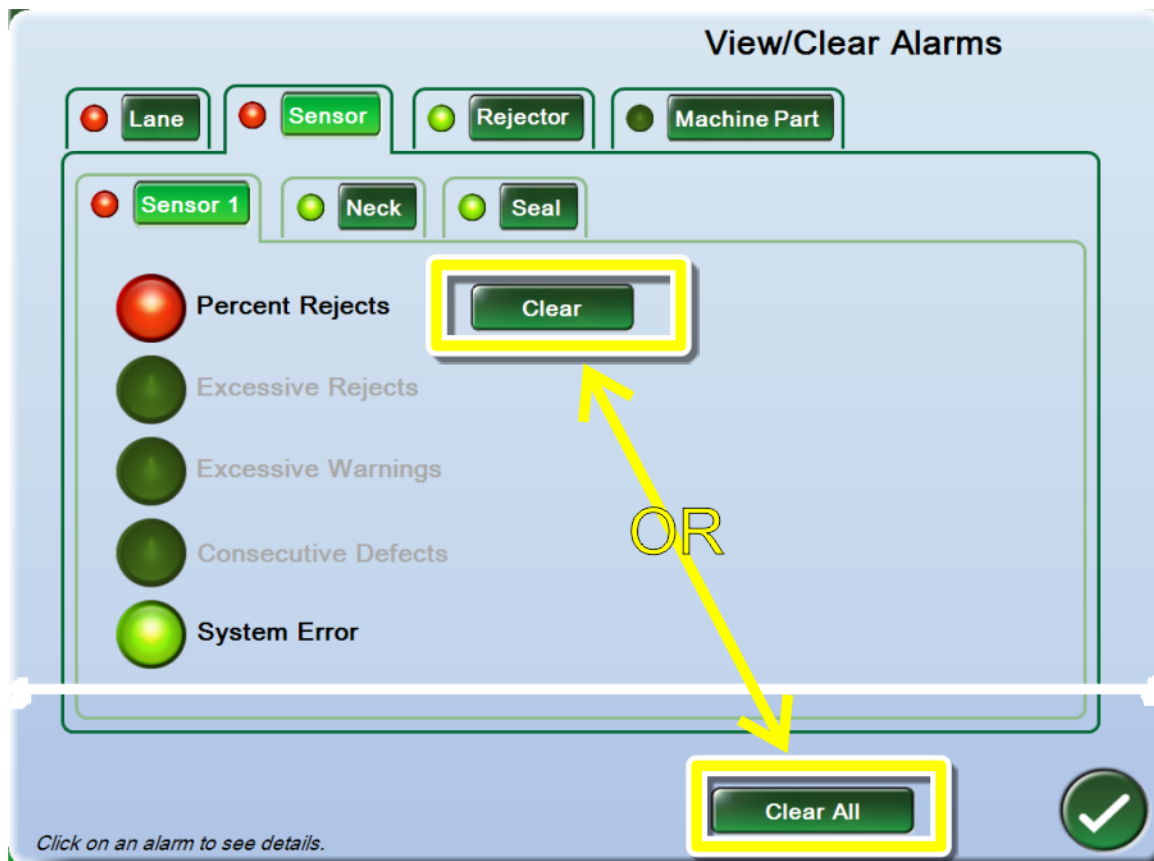 View/Clear Alarms
Lane Sensor Rejector Machine Part
Sensor 1 Neck Seal
Percent Rejects Clear
Excessive Rejects
Excessive Warnings
OR
Consecutive Defects
System Error
Clear All
Click on an alarm to see details.